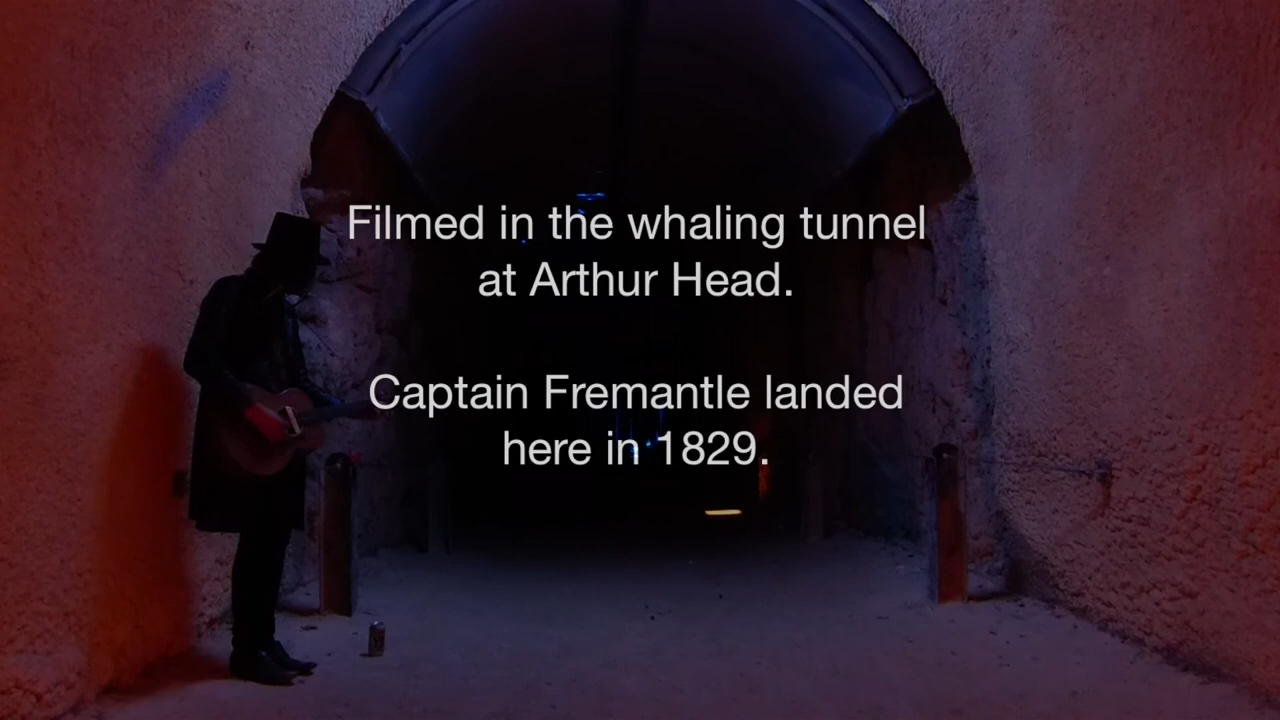 Filmed in the whaling tunnel
at Arthur Head.
Captain Fremantle landed
here in 1829.